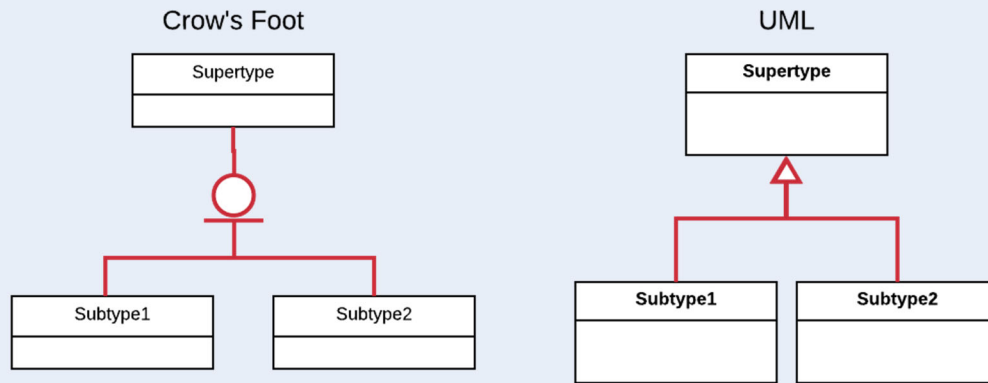 Crow's Foot
UML
Supertype
Supertype
Subtype1
Subtype2
Subtype1
Subtype2